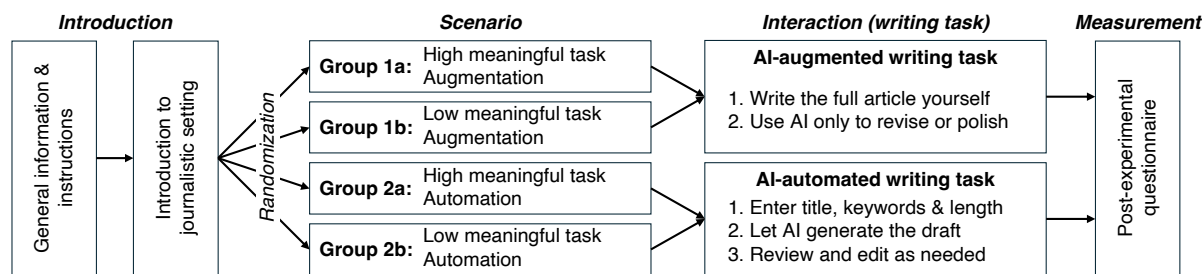 Introduction
Scenario
Interaction (writing task)
Measurement
General information &
instructions
Introduction to
journalistic setting
Randomization
Group 1a: High meaningful task
Augmentation
Group 1b: Low meaningful task
Augmentation
Group 2a: High meaningful task
Automation
Group 2b: Low meaningful task
Automation
AI-augmented writing task
1. Write the full article yourself
2. Use AI only to revise or polish
AI-automated writing task
1. Enter title, keywords & length
2. Let AI generate the draft
3. Review and edit as needed
Post-experimental
questionnaire